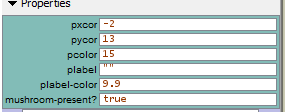 ▼ Properties
pxcor -2
pycor 13
pcolor 15
plabel ""
plabel-color 9.9
mushroom-present? true